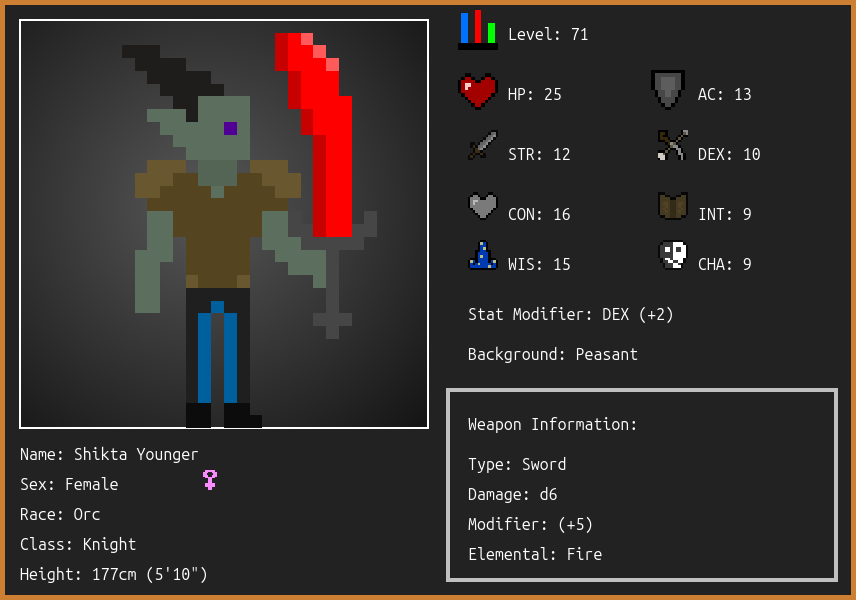 Level: 71
HP: 25
AC: 13
STR: 12
DEX: 10
CON: 16
INT: 9
WIS: 15
CHA: 9
Stat Modifier: DEX (+2)
Background: Peasant
Weapon Information:
Type: Sword
Damage: d6
Modifier: (+5)
Elemental: Fire
Name: Shikta Younger
Sex: Female
Race: Orc
Class: Knight
Height: 177cm (5'10")